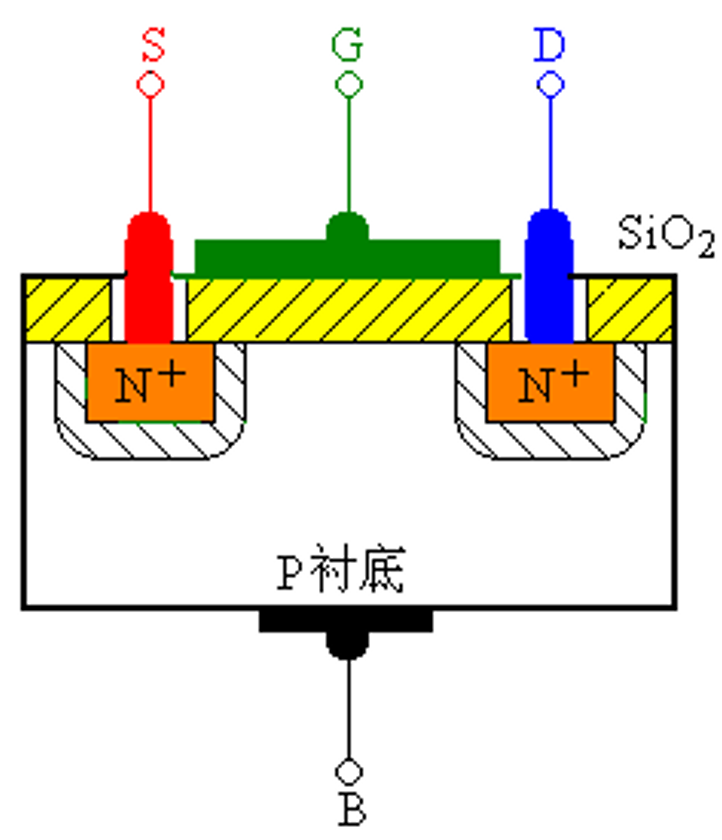 S G D
SiO₂
N⁺ N⁺
P衬底
B